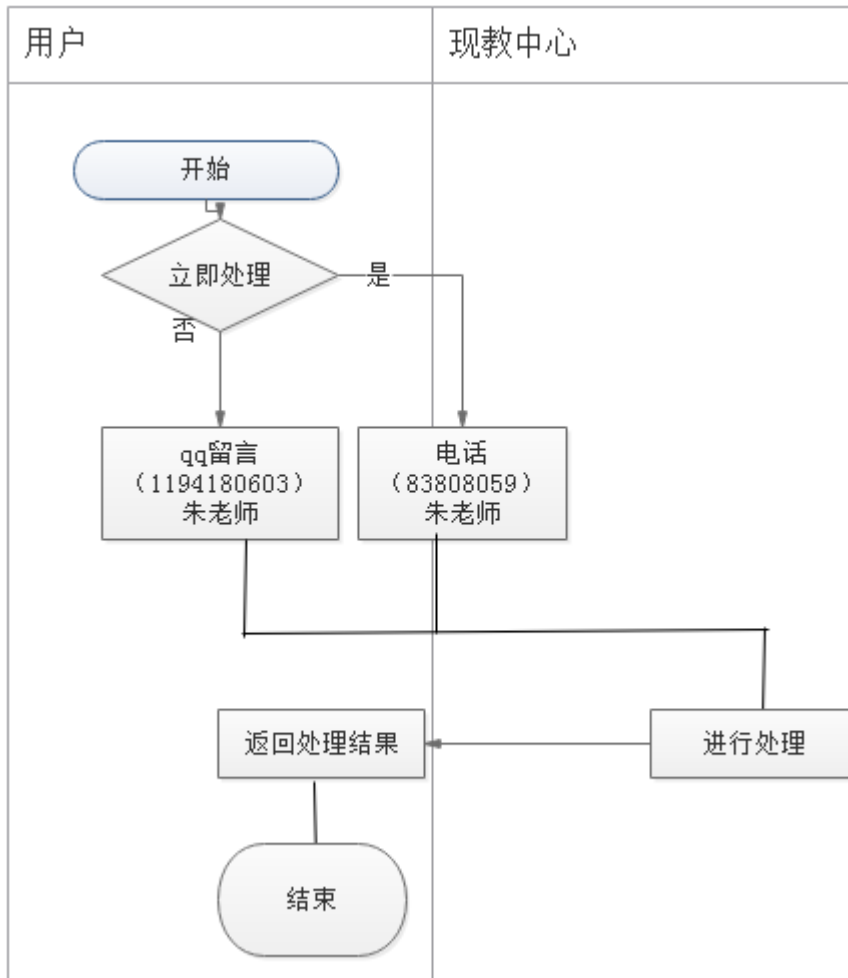 用户
现教中心
开始
立即处理
是
否
qq留言
（1194180603）
朱老师
电话
（83808059）
朱老师
返回处理结果
进行处理
结束